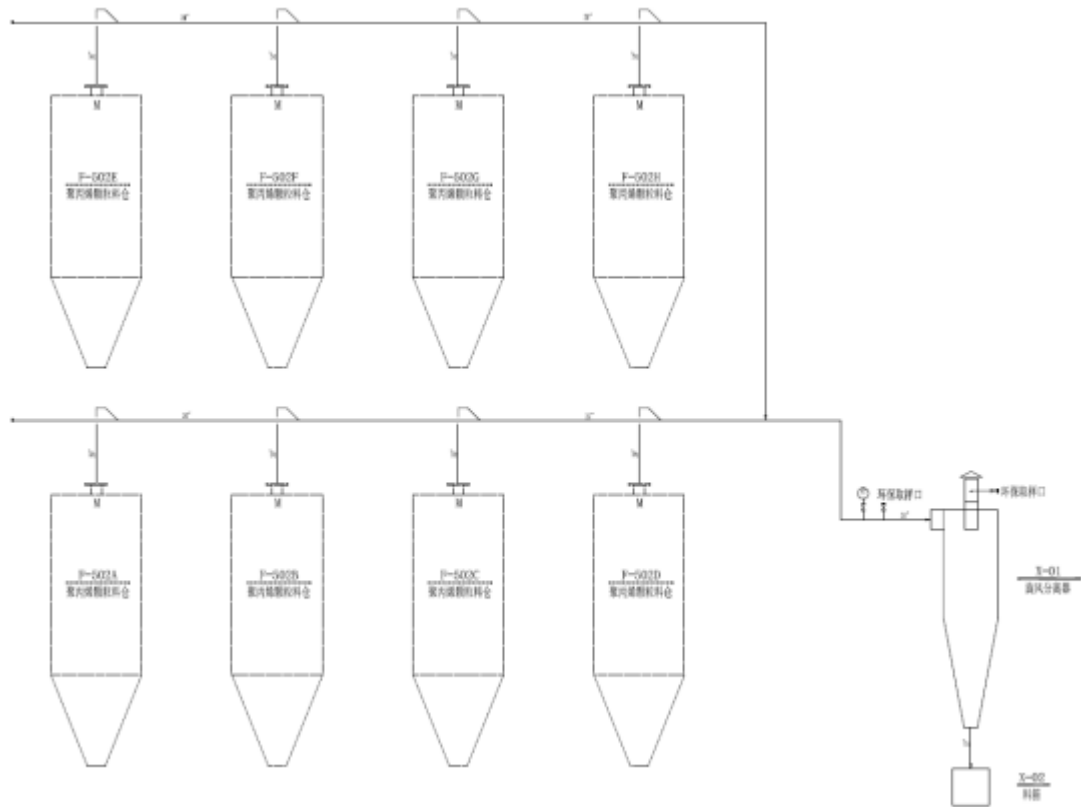 M
M
M
M
F-502E
F-502F
F-502G
F-502H
聚丙烯颗粒料仓
聚丙烯颗粒料仓
聚丙烯颗粒料仓
聚丙烯颗粒料仓
M
M
M
M
环保取样口
环保取样口
F-502A
F-502B
F-502C
F-502D
聚丙烯颗粒料仓
聚丙烯颗粒料仓
聚丙烯颗粒料仓
聚丙烯颗粒料仓
X-01
旋风分离器
X-02
料箱